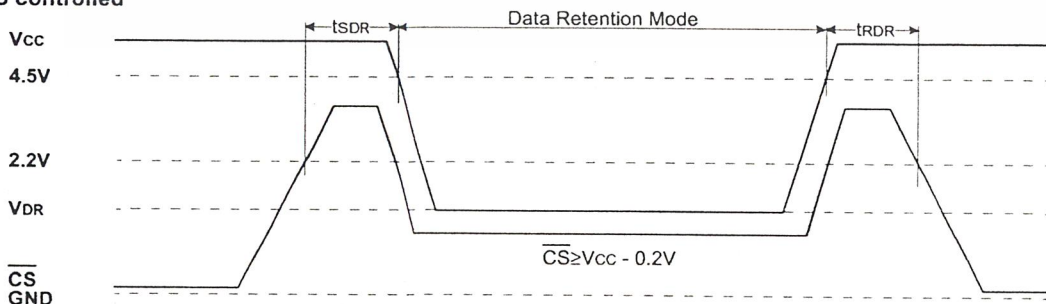 controlled
tSDR
Data Retention Mode
tRDR
VCC
4.5V
2.2V
VDR
CS≥VCC - 0.2V
CS
GND